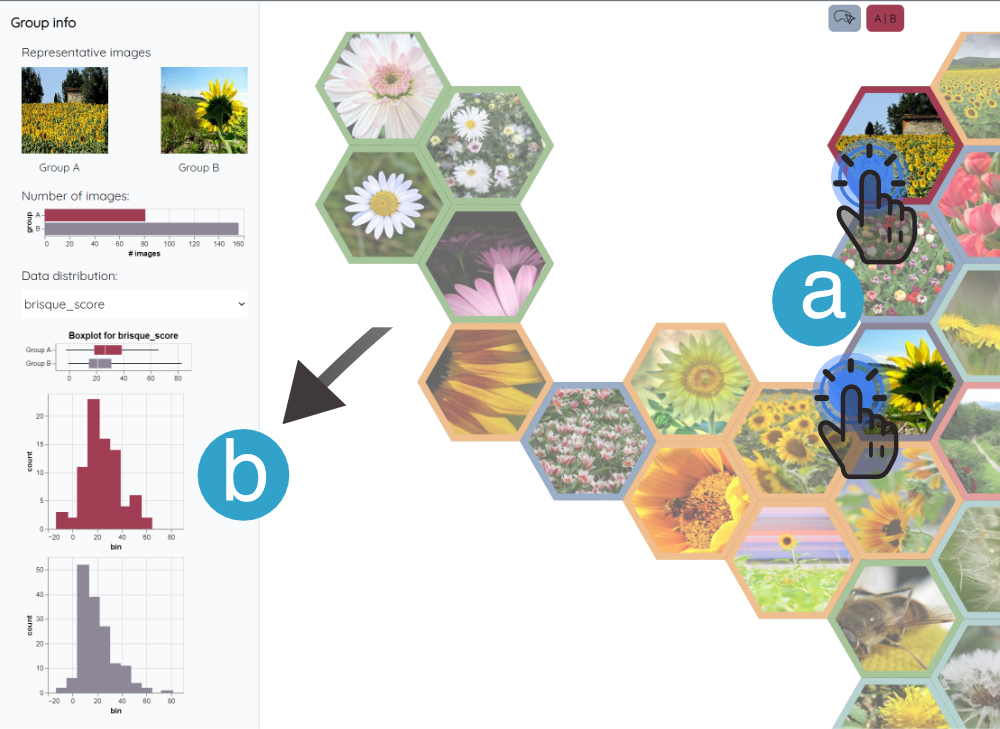 Group info
A|B
Representative images
Group A Group B
Number of images:
group
A
B
0 20 40 60 80 100 120 140 160
# images
Data distribution:
brisque_score
Boxplot for brisque_score
Group A
Group B
0 20 40 60 80
a
b
count
20
15
10
5
0
−20 0 20 40 60 80
bin
count
50
40
30
20
10
0
−20 0 20 40 60 80
bin